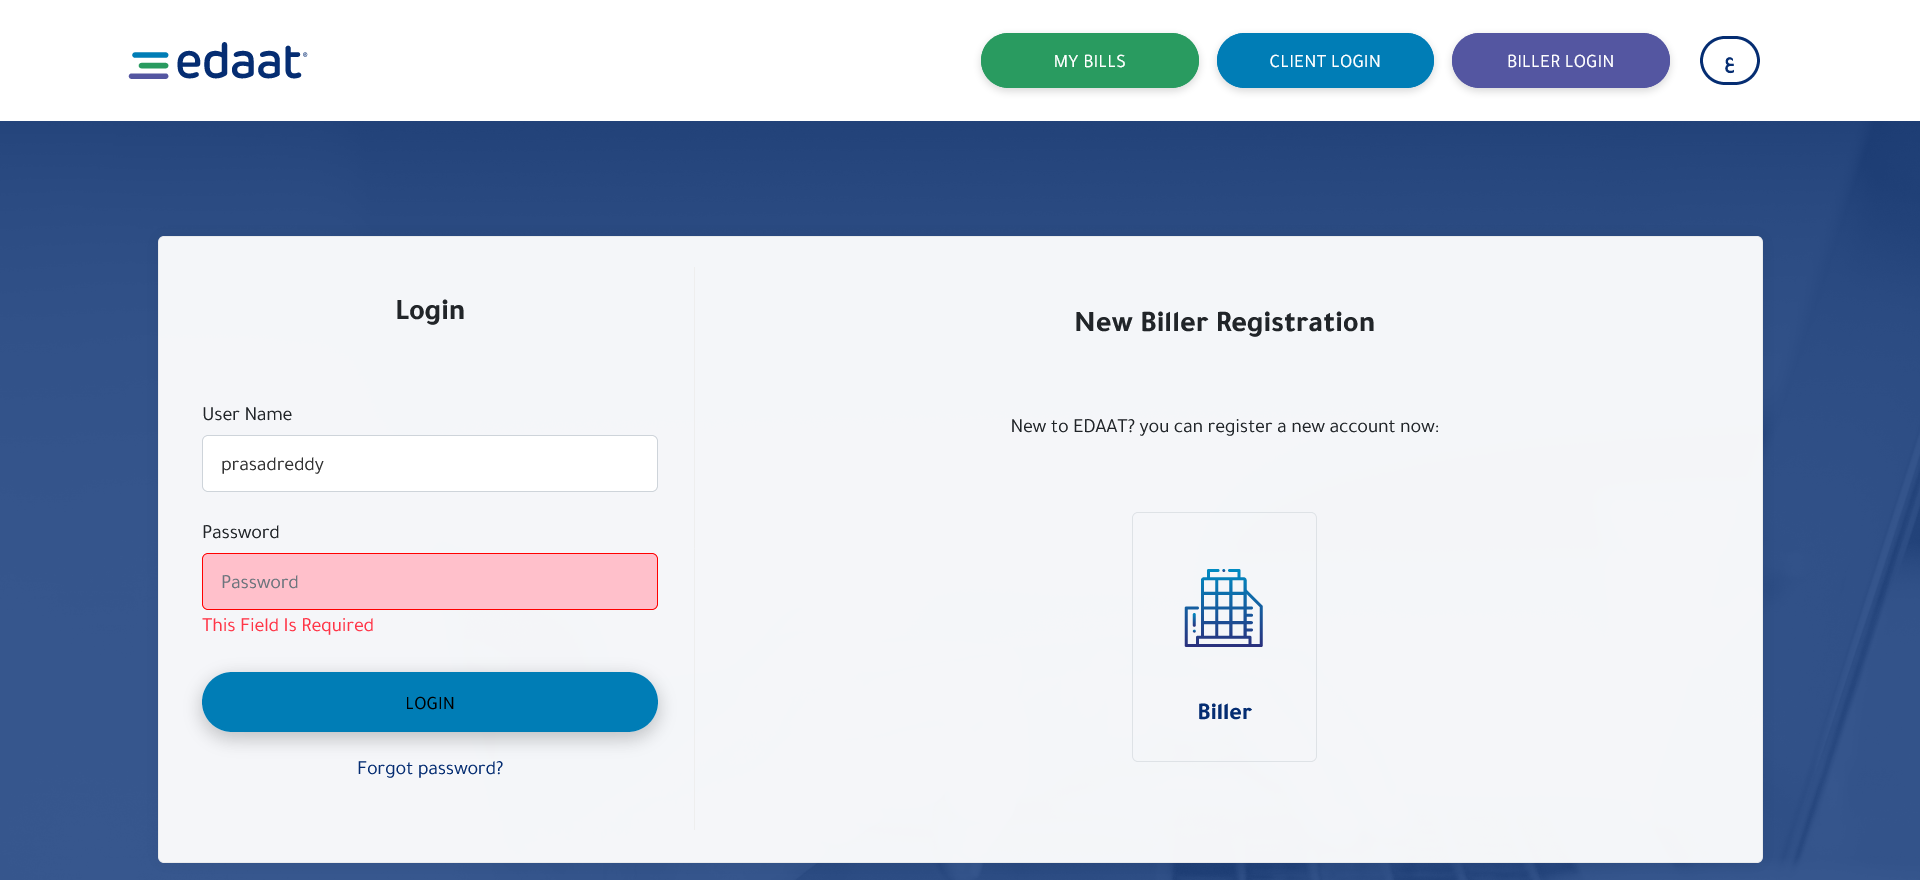 edaat
MY BILLS
CLIENT LOGIN
BILLER LOGIN
ع
Login
User Name
prasadreddy
Password
Password
This Field Is Required
LOGIN
Forgot password?
New Biller Registration
New to EDAAT? you can register a new account now:
Biller